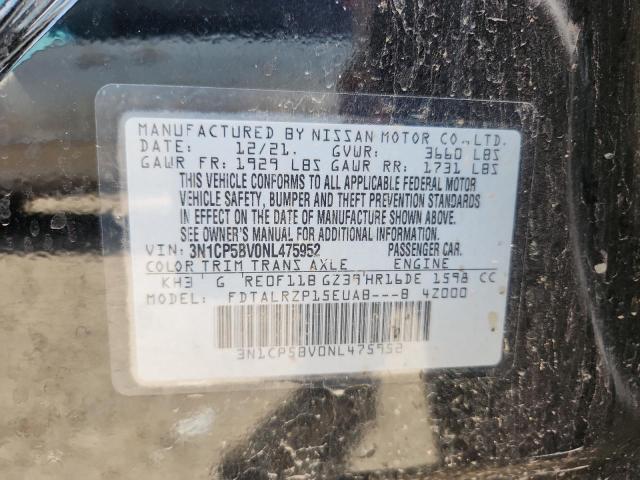 MANUFACTURED BY NISSAN MOTOR CO.,LTD.
DATE: 12/21. GVWR: 3660 LBS
GAWR FR: 1929 LBS GAWR RR: 1731 LBS
THIS VEHICLE CONFORMS TO ALL APPLICABLE FEDERAL MOTOR
VEHICLE SAFETY, BUMPER AND THEFT PREVENTION STANDARDS
IN EFFECT ON THE DATE OF MANUFACTURE SHOWN ABOVE.
SEE OWNER'S MANUAL FOR ADDITIONAL INFORMATION.
VIN: 3N1CP5BV0NL475952 PASSENGER CAR.
COLOR TRIM TRANS AXLE ENGINE
KH3 G RE0F11B GZ39 HR16DE 1598 CC
MODEL: FDTALRZP15EUAB---B 4Z000
3N1CP5BV0NL475952